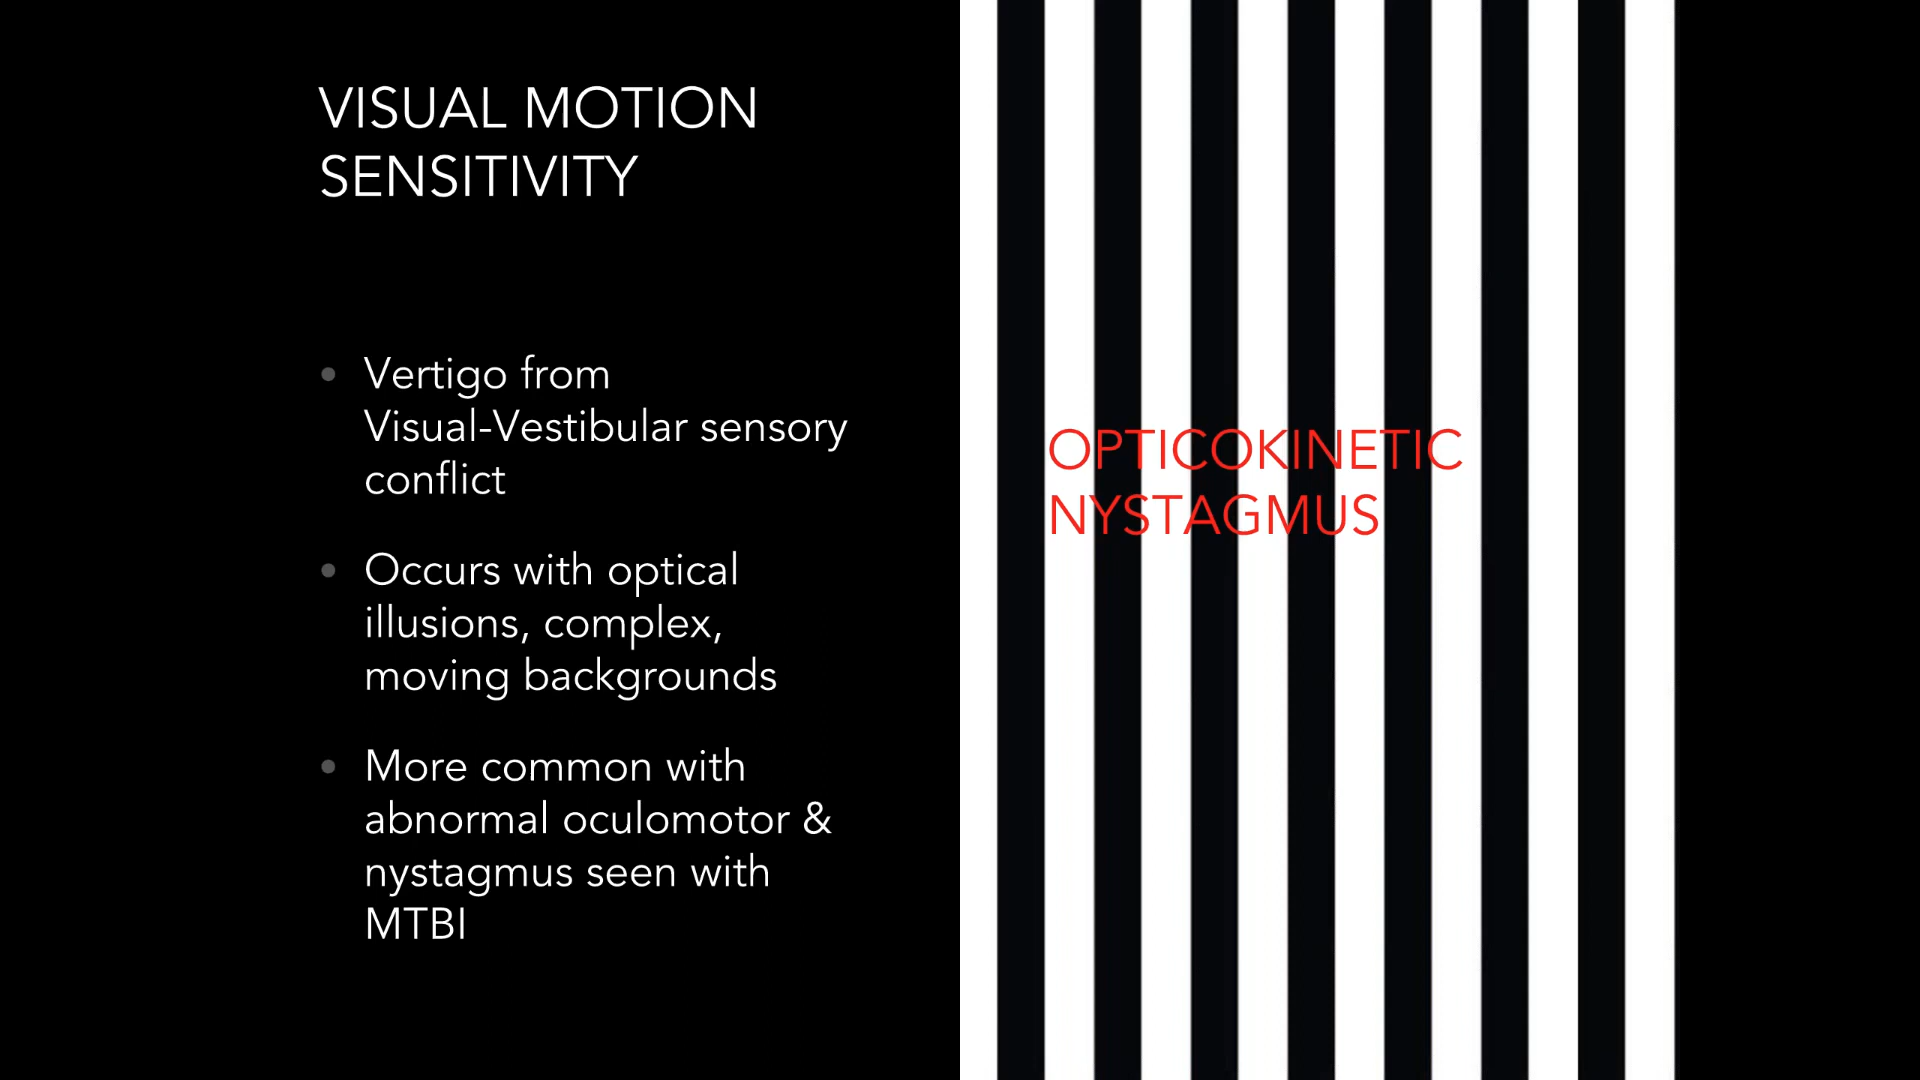 VISUAL MOTION
SENSITIVITY
• Vertigo from
Visual-Vestibular sensory
conflict
• Occurs with optical
illusions, complex,
moving backgrounds
• More common with
abnormal oculomotor &
nystagmus seen with
MTBI
OPTICOKINETIC
NYSTAGMUS